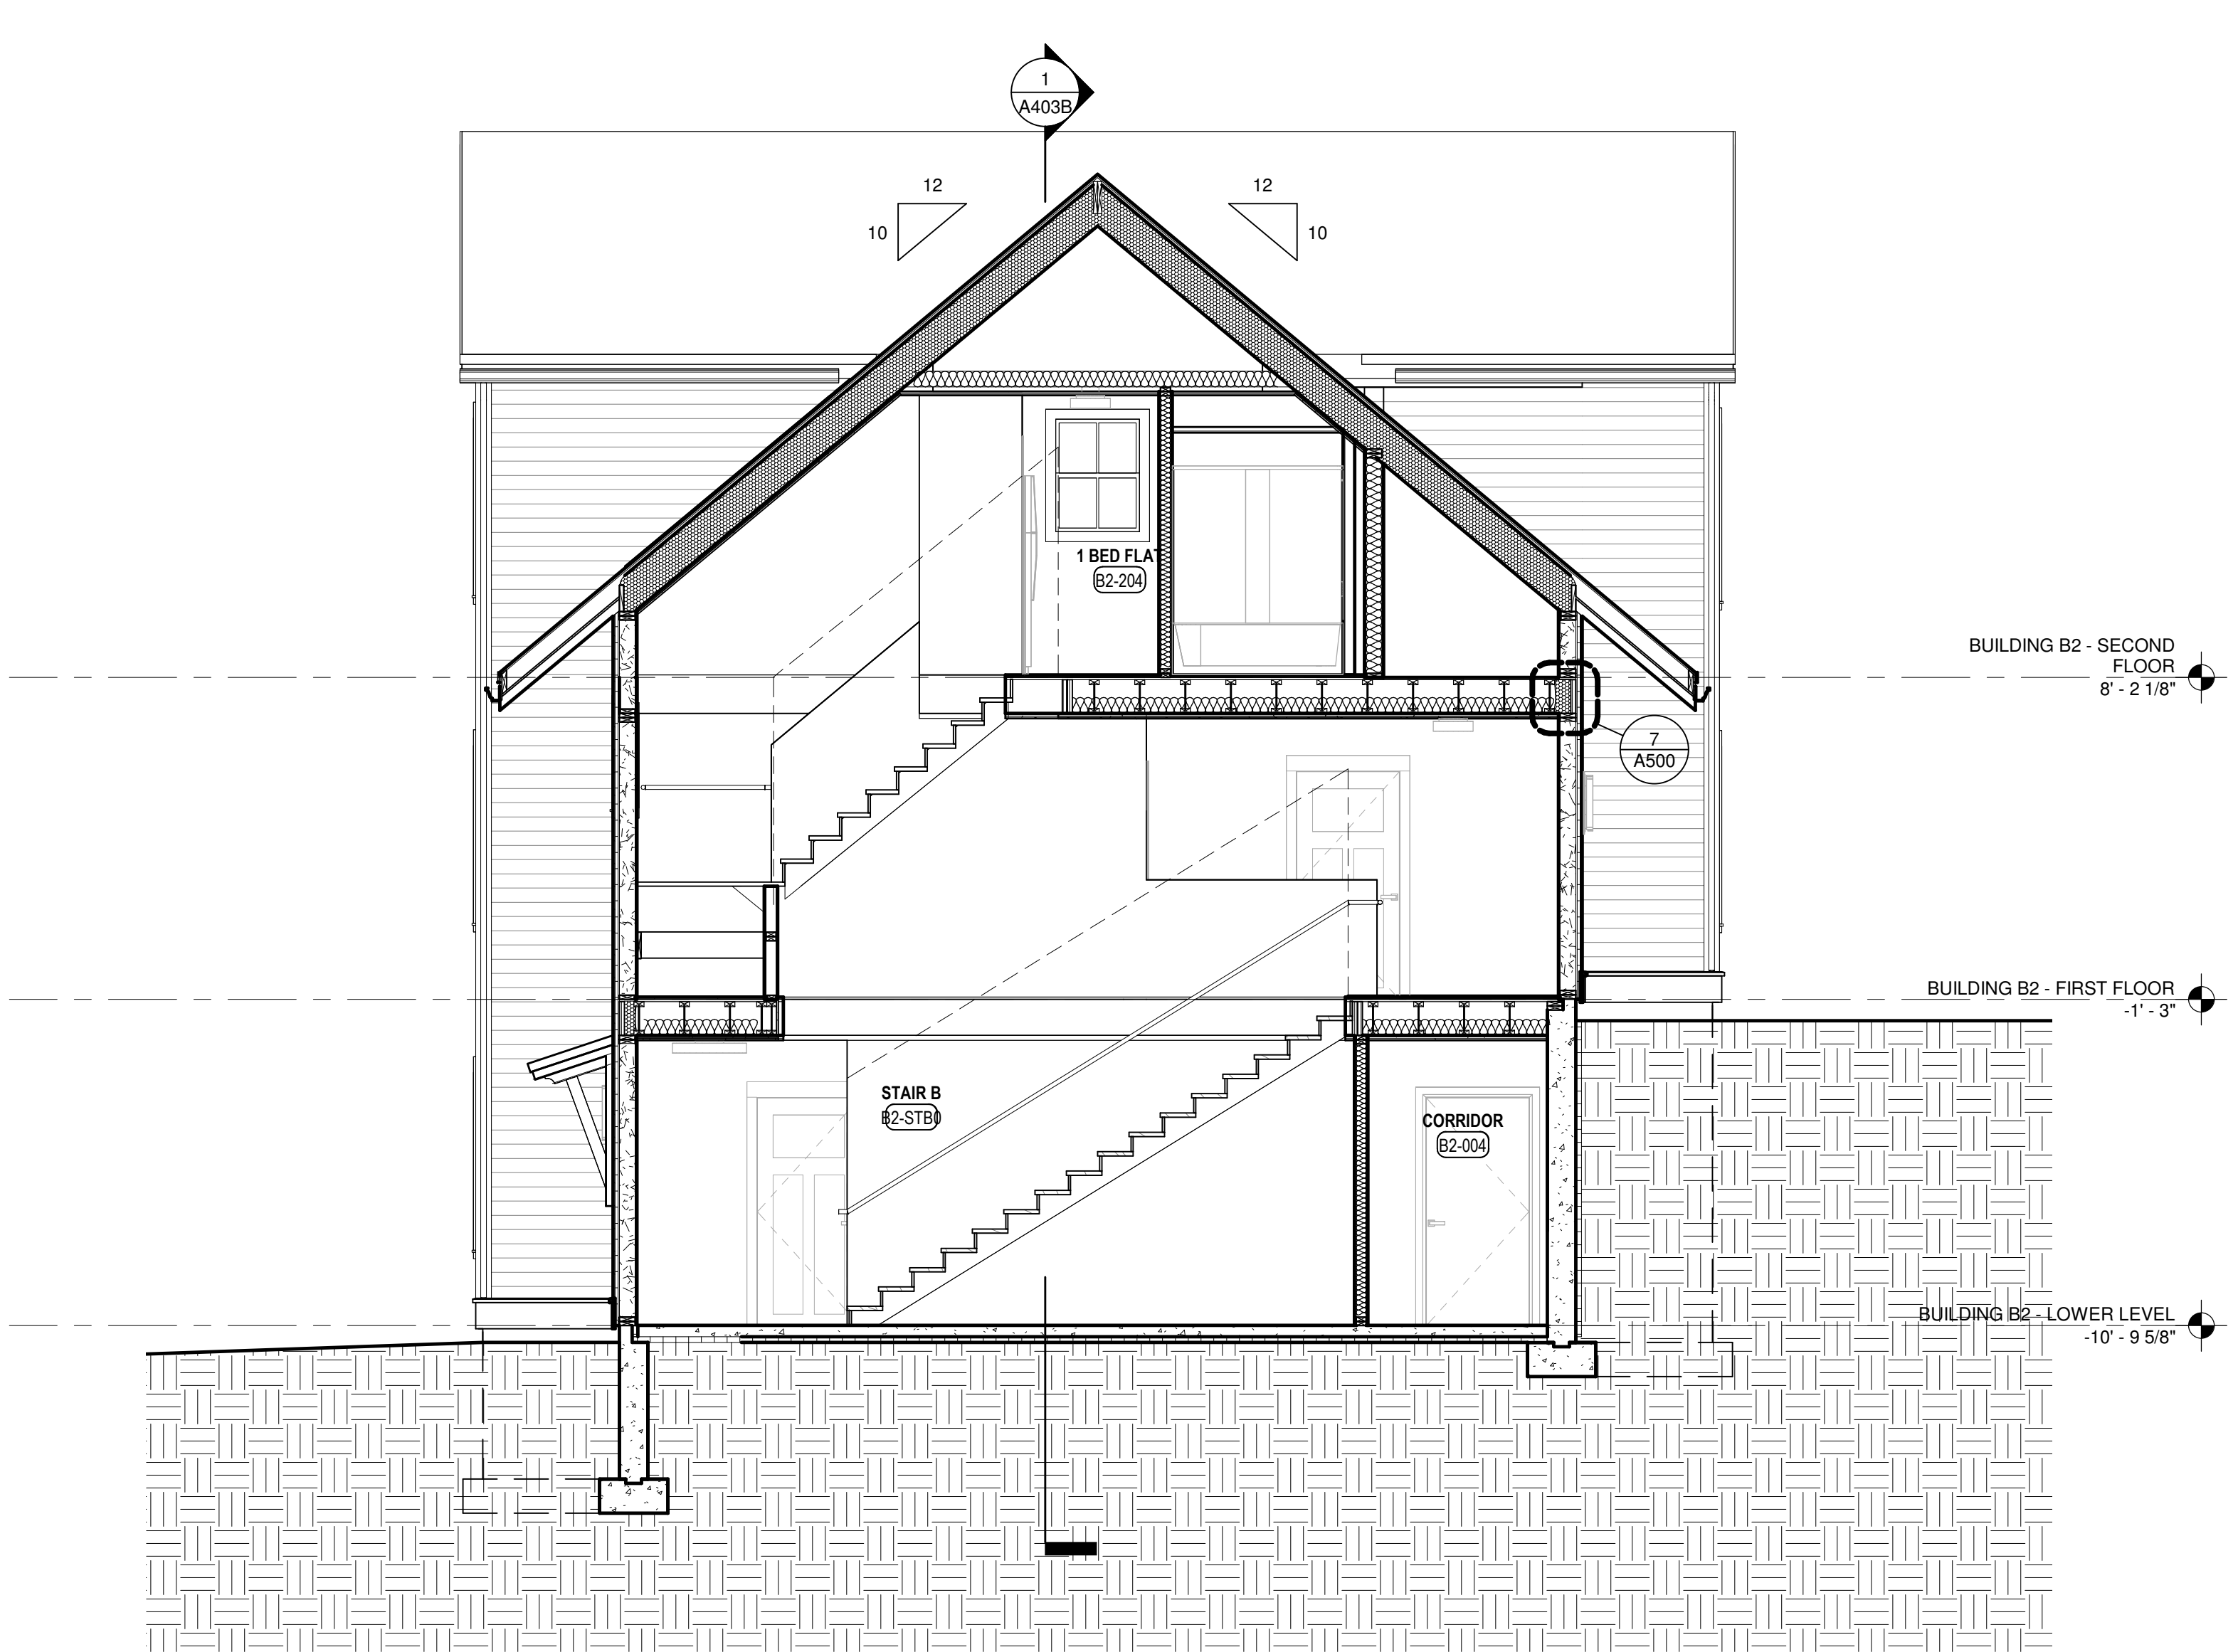 1
A403B
12
10
12
10
1 BED FLAT
B2-204
BUILDING B2 - SECOND
FLOOR
8' - 2 1/8"
7
A500
BUILDING B2 - FIRST FLOOR
-1' - 3"
STAIR B
B2-STB0
CORRIDOR
B2-004
BUILDING B2 - LOWER LEVEL
-10' - 9 5/8"